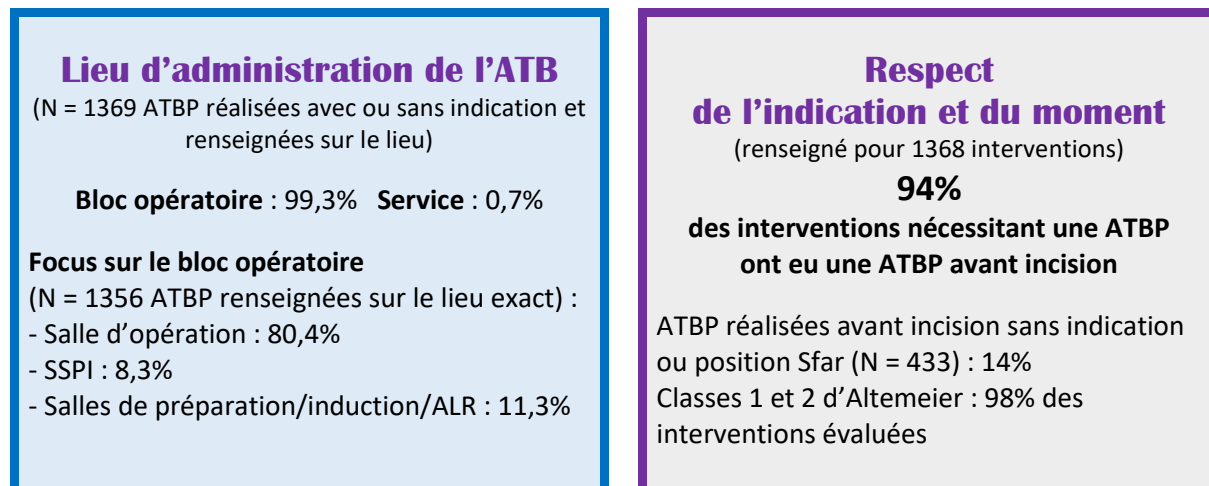 Lieu d'administration de l'ATB
(N = 1369 ATBP réalisées avec ou sans indication et
renseignées sur le lieu)
Bloc opératoire : 99,3% Service : 0,7%
Focus sur le bloc opératoire
(N = 1356 ATBP renseignées sur le lieu exact) :
- Salle d'opération : 80,4%
- SSPI : 8,3%
- Salles de préparation/induction/ALR : 11,3%
Respect
de l'indication et du moment
(renseigné pour 1368 interventions)
94%
des interventions nécessitant une ATBP
ont eu une ATBP avant incision
ATBP réalisées avant incision sans indication
ou position Sfar (N = 433) : 14%
Classes 1 et 2 d'Altemeier : 98% des
interventions évaluées